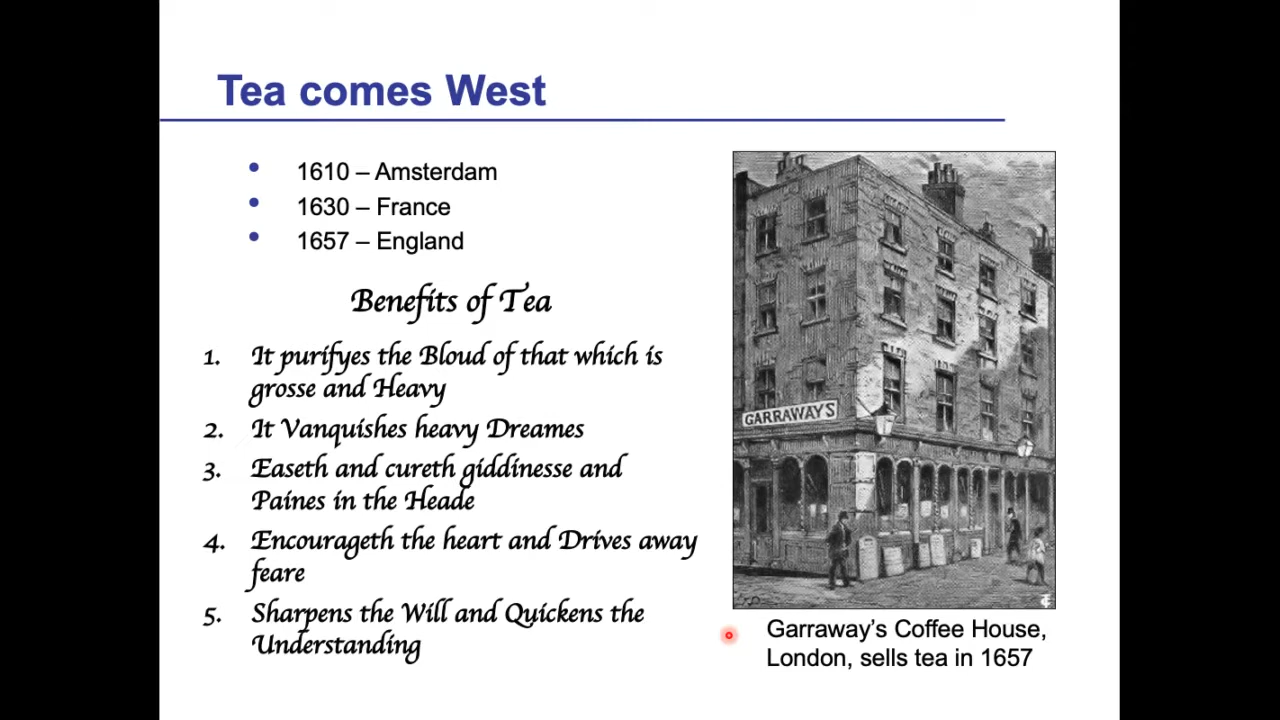 Tea comes West
1610 – Amsterdam
1630 – France
1657 – England
Benefits of Tea
1. It purifyes the Bloud of that which is
grosse and Heavy
2. It Vanquishes heavy Dreames
3. Easeth and cureth giddinesse and
Paines in the Heade
4. Encourageth the heart and Drives away
feare
5. Sharpens the Will and Quickens the
Understanding
GARRAWAY'S
Garraway’s Coffee House,
London, sells tea in 1657